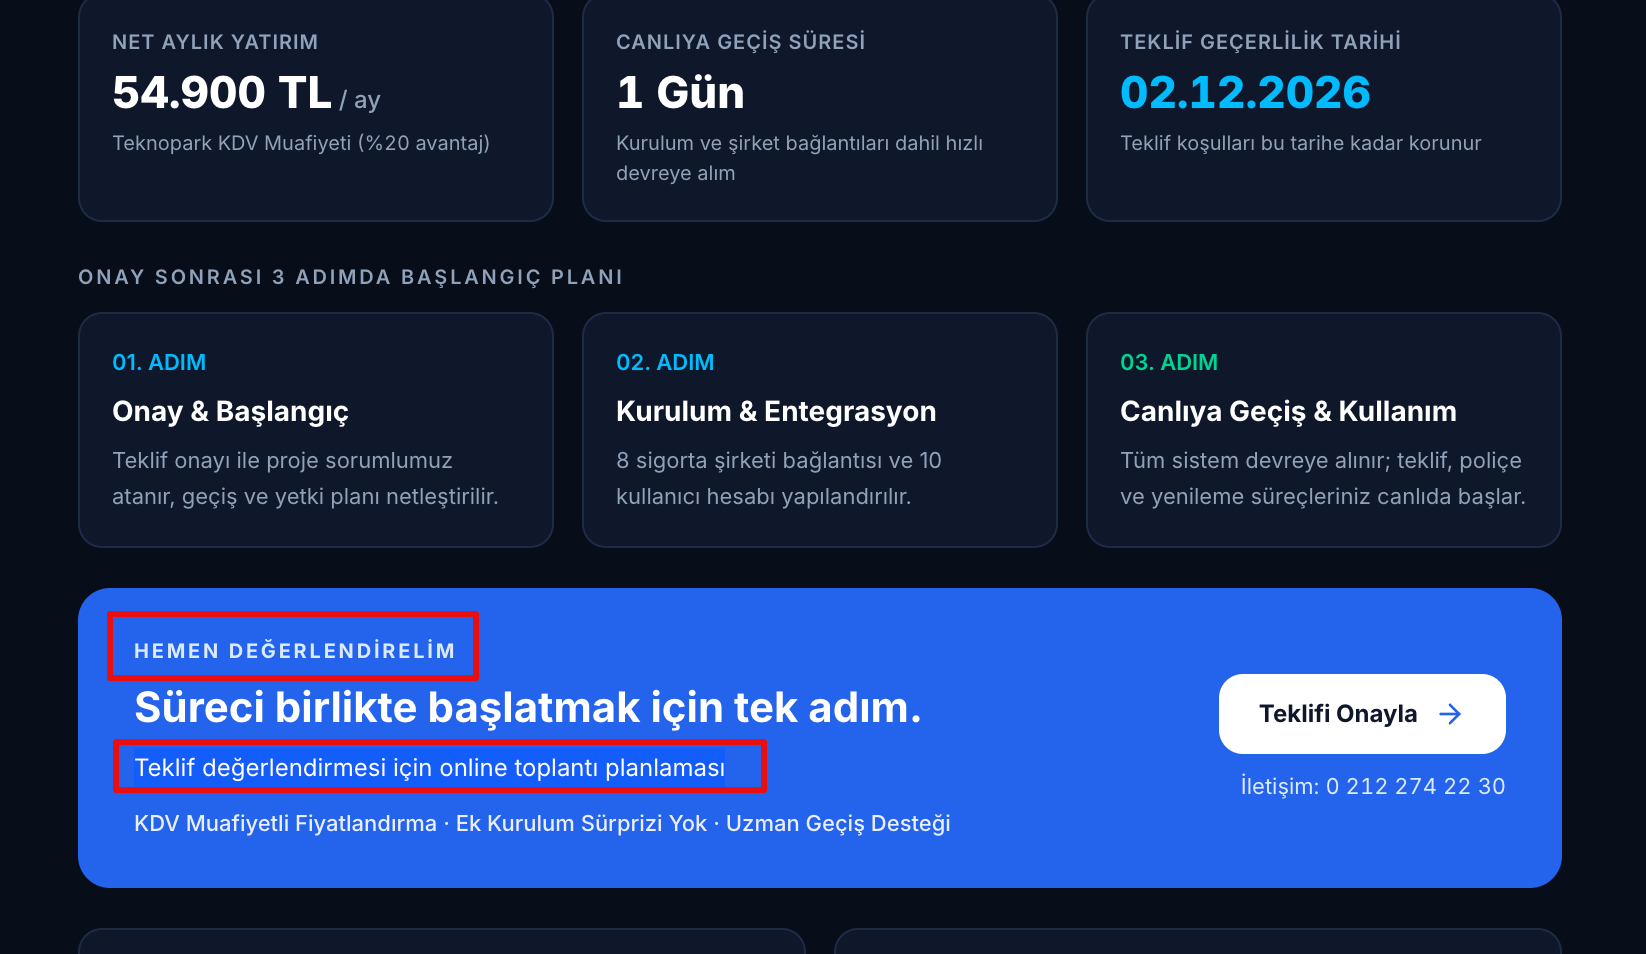 NET AYLIK YATIRIM
54.900 TL / ay
Teknopark KDV Muafiyeti (%20 avantaj)
CANLIYA GEÇİŞ SÜRESİ
1 Gün
Kurulum ve şirket bağlantıları dahil hızlı
devreye alım
TEKLİF GEÇERLİLİK TARİHİ
02.12.2026
Teklif koşulları bu tarihe kadar korunur
ONAY SONRASI 3 ADIMDA BAŞLANGIÇ PLANI
01. ADIM
Onay & Başlangıç
Teklif onayı ile proje sorumlumuz
atanır, geçiş ve yetki planı netleştirilir.
02. ADIM
Kurulum & Entegrasyon
8 sigorta şirketi bağlantısı ve 10
kullanıcı hesabı yapılandırılır.
03. ADIM
Canlıya Geçiş & Kullanım
Tüm sistem devreye alınır; teklif, poliçe
ve yenileme süreçleriniz canlıda başlar.
HEMEN DEĞERLENDİRELİM
Süreci birlikte başlatmak için tek adım.
Teklif değerlendirmesi için online toplantı planlaması
KDV Muafiyetli Fiyatlandırma · Ek Kurulum Sürprizi Yok · Uzman Geçiş Desteği
Teklifi Onayla →
İletişim: 0 212 274 22 30